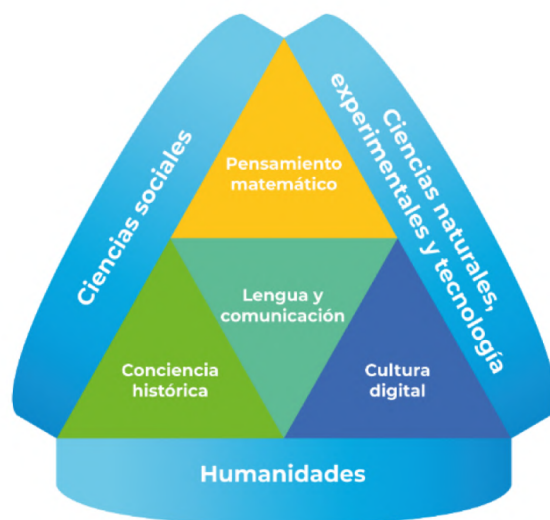 Ciencias sociales
Ciencias naturales,
experimentales y tecnología
Pensamiento
matemático
Lengua y
comunicación
Conciencia
histórica
Cultura
digital
Humanidades